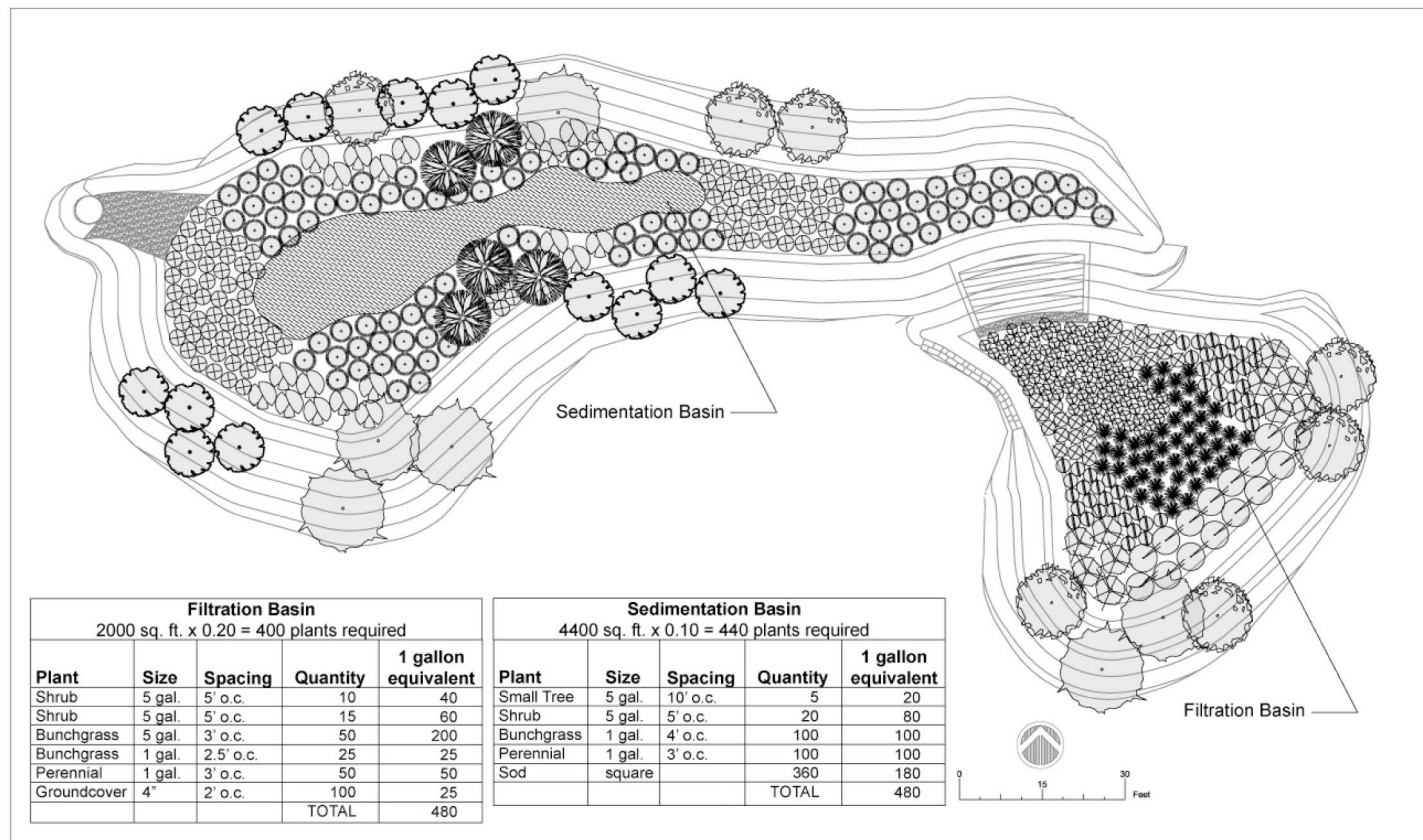 Sedimentation Basin
Filtration Basin
Filtration Basin
2000 sq. ft. x 0.20 = 400 plants required
Plant Size Spacing Quantity 1 gallon equivalent
Shrub 5 gal. 5' o.c. 10 40
Shrub 5 gal. 5' o.c. 15 60
Bunchgrass 5 gal. 3' o.c. 50 200
Bunchgrass 1 gal. 2.5' o.c. 25 25
Perennial 1 gal. 3' o.c. 50 50
Groundcover 4" 2' o.c. 100 25
TOTAL 480
Sedimentation Basin
4400 sq. ft. x 0.10 = 440 plants required
Plant Size Spacing Quantity 1 gallon equivalent
Small Tree 5 gal. 10' o.c. 5 20
Shrub 5 gal. 5' o.c. 20 80
Bunchgrass 1 gal. 4' o.c. 100 100
Perennial 1 gal. 3' o.c. 100 100
Sod square 360 180
TOTAL 480
0 15 30
Feet